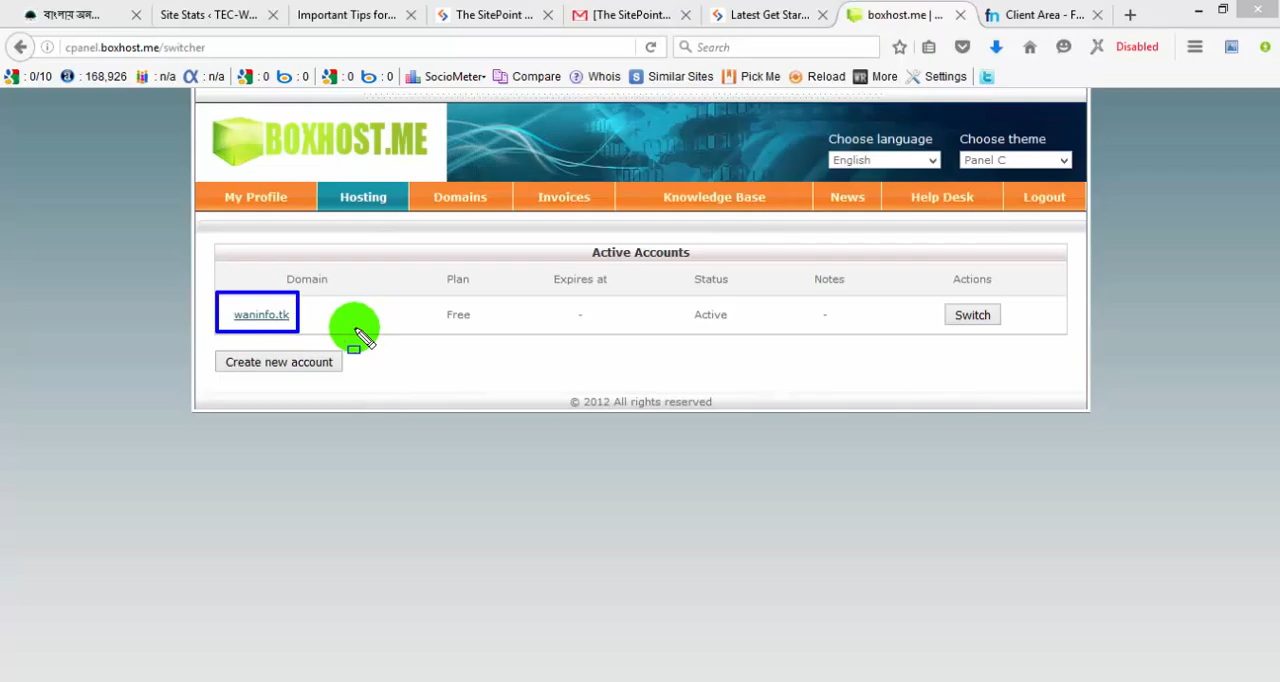 বাংলায় অন... Site Stats ‹ TEC-W... Important Tips for... The SitePoint ... [The SitePoint... Latest Get Star... boxhost.me | ... Client Area - F...
cpanel.boxhost.me/switcher Search Disabled
: 0/10 : 168,926 : n/a : n/a : 0 : 0 : 0 : 0 SocioMeter Compare Whois Similar Sites Pick Me Reload More Settings
BOXHOST.ME
Choose language Choose theme
English Panel C
My Profile Hosting Domains Invoices Knowledge Base News Help Desk Logout
Active Accounts
Domain Plan Expires at Status Notes Actions
waninfo.tk Free - Active - Switch
Create new account
© 2012 All rights reserved